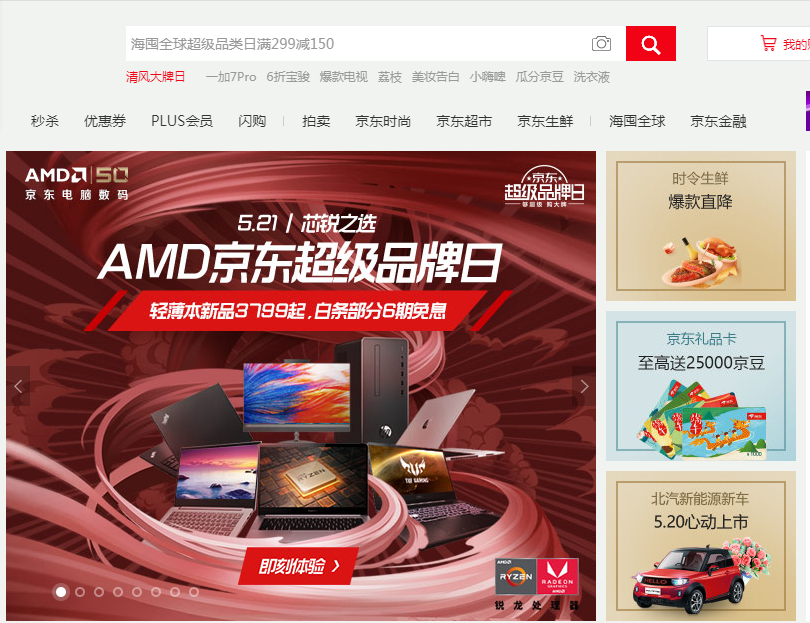 海囤全球超级品类日满299减150
我的购
清风大牌日 一加7Pro 6折宝骏 爆款电视 荔枝 美妆告白 小嗨啤 瓜分京豆 洗衣液
秒杀 优惠券 PLUS会员 闪购 拍卖 京东时尚 京东超市 京东生鲜 海囤全球 京东金融
AMD 50
京东电脑数码
京东
超级品牌日
5.21 / 芯锐之选
AMD京东超级品牌日
轻薄本新品3799起,白条部分6期免息
RYZEN
即刻体验
AMD
RYZEN
RADEON
GRAPHICS
AMD
锐龙处理器
时令生鲜
爆款直降
京东礼品卡
至高送25000京豆
北汽新能源新车
5.20心动上市
HELLO